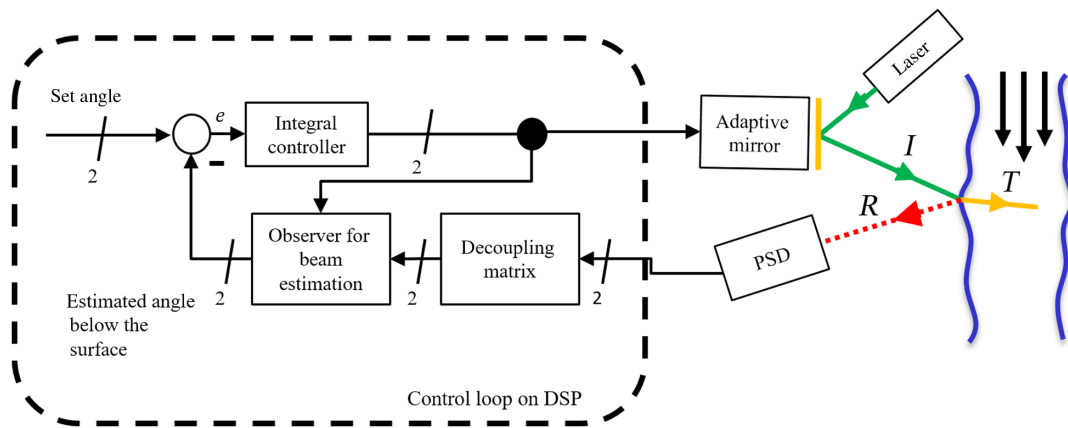 Set angle
2
e
Integral
controller
2
Adaptive
mirror
Laser
I
T
R
PSD
Observer for
beam
estimation
2
2
Decoupling
matrix
2
Estimated angle
below the
surface
Control loop on DSP